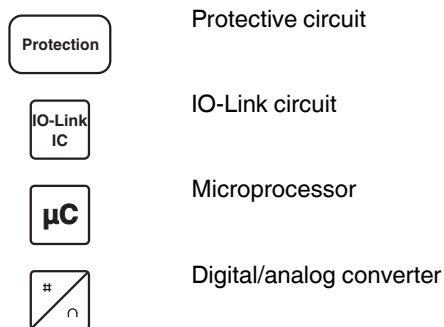 Protection
Protective circuit
IO-Link
IC
IO-Link circuit
µC
Microprocessor
#
∩
Digital/analog converter